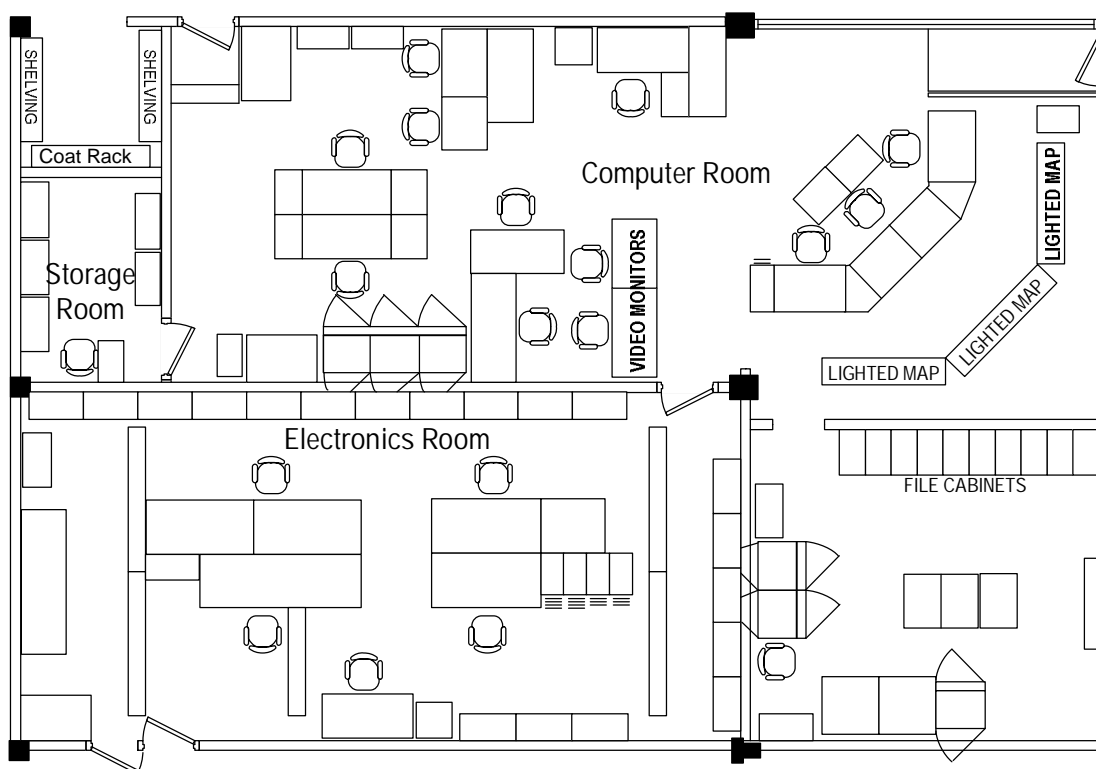 SHELVING
SHELVING
Coat Rack
Computer Room
LIGHTED MAP
Storage
Room
VIDEO MONITORS
LIGHTED MAP
LIGHTED MAP
Electronics Room
FILE CABINETS